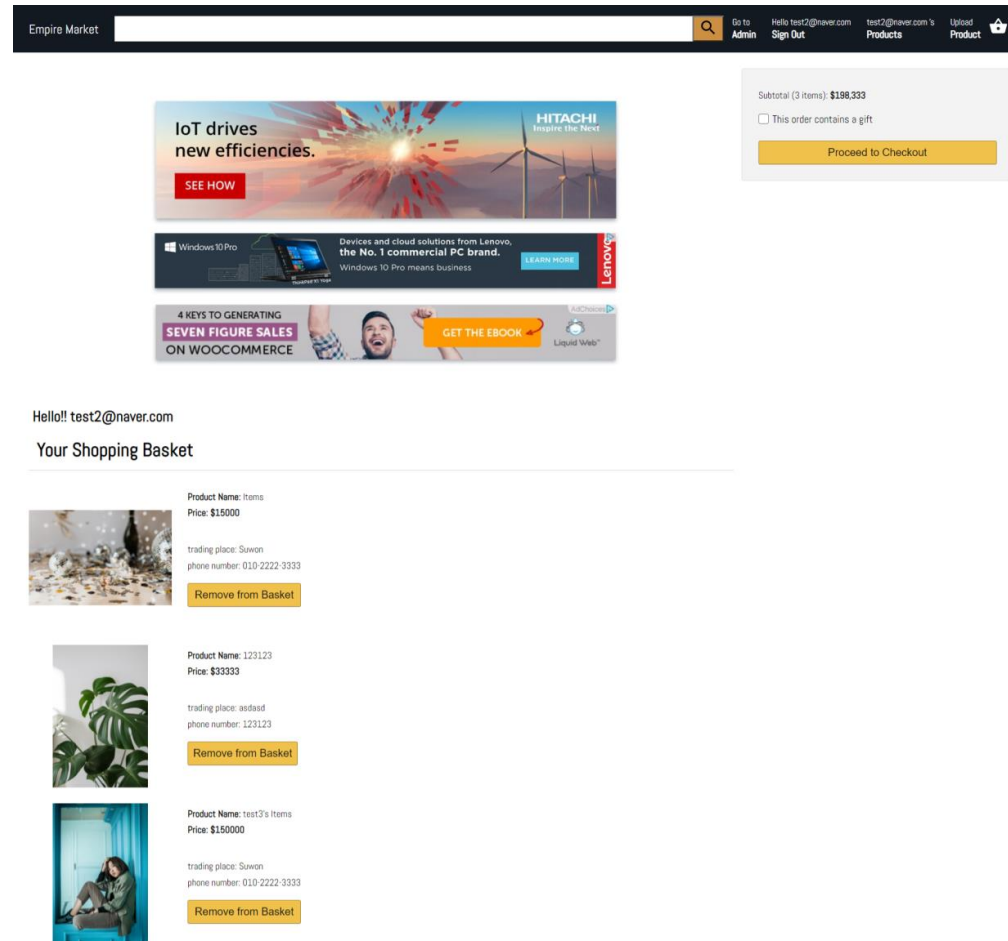 Empire Market
Go to
Admin
Hello test2@naver.com
Sign Out
test2@naver.com 's
Products
Upload
Product
IoT drives
new efficiencies.
SEE HOW
HITACHI
Inspire the Next
Windows 10 Pro
Devices and cloud solutions from Lenovo,
the No. 1 commercial PC brand.
Windows 10 Pro means business
LEARN MORE
Lenovo
4 KEYS TO GENERATING
SEVEN FIGURE SALES
ON WOOCOMMERCE
GET THE EBOOK
AdChoices
Liquid Web
Subtotal (3 items): $198,333
This order contains a gift
Proceed to Checkout
Hello!! test2@naver.com
Your Shopping Basket
Product Name: Items
Price: $15000
trading place: Suwon
phone number: 010-2222-3333
Remove from Basket
Product Name: 123123
Price: $33333
trading place: asdasd
phone number: 123123
Remove from Basket
Product Name: test3's Items
Price: $150000
trading place: Suwon
phone number: 010-2222-3333
Remove from Basket